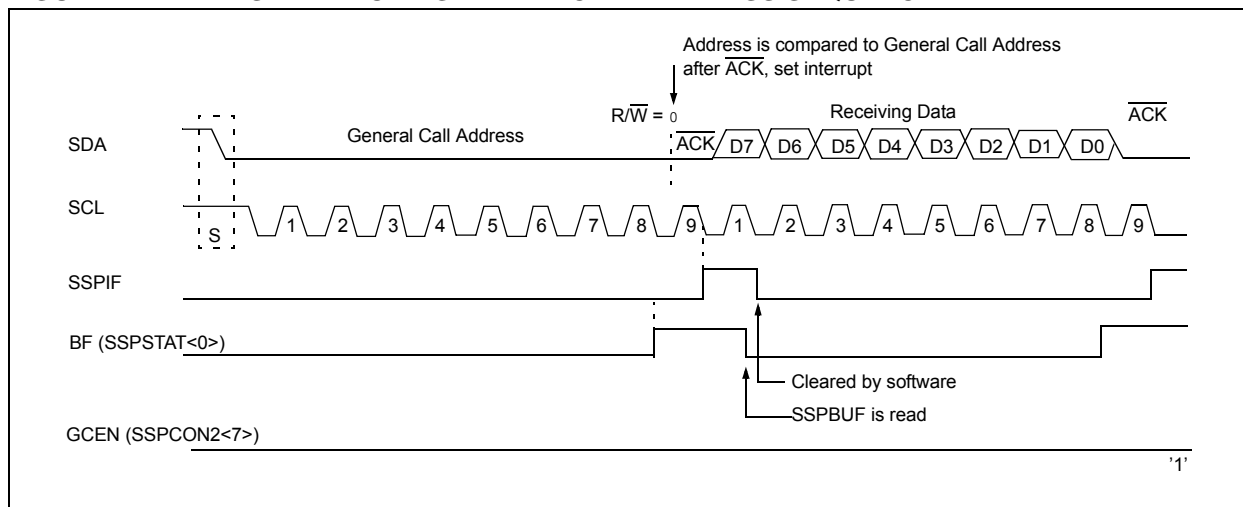 Address is compared to General Call Address
after ACK, set interrupt
R/W = 0
General Call Address
Receiving Data
ACK
SDA
ACK
D7 D6 D5 D4 D3 D2 D1 D0
SCL
S
1 2 3 4 5 6 7 8 9 1 2 3 4 5 6 7 8 9
SSPIF
BF (SSPSTAT<0>)
Cleared by software
SSPBUF is read
GCEN (SSPCON2<7>)
'1'